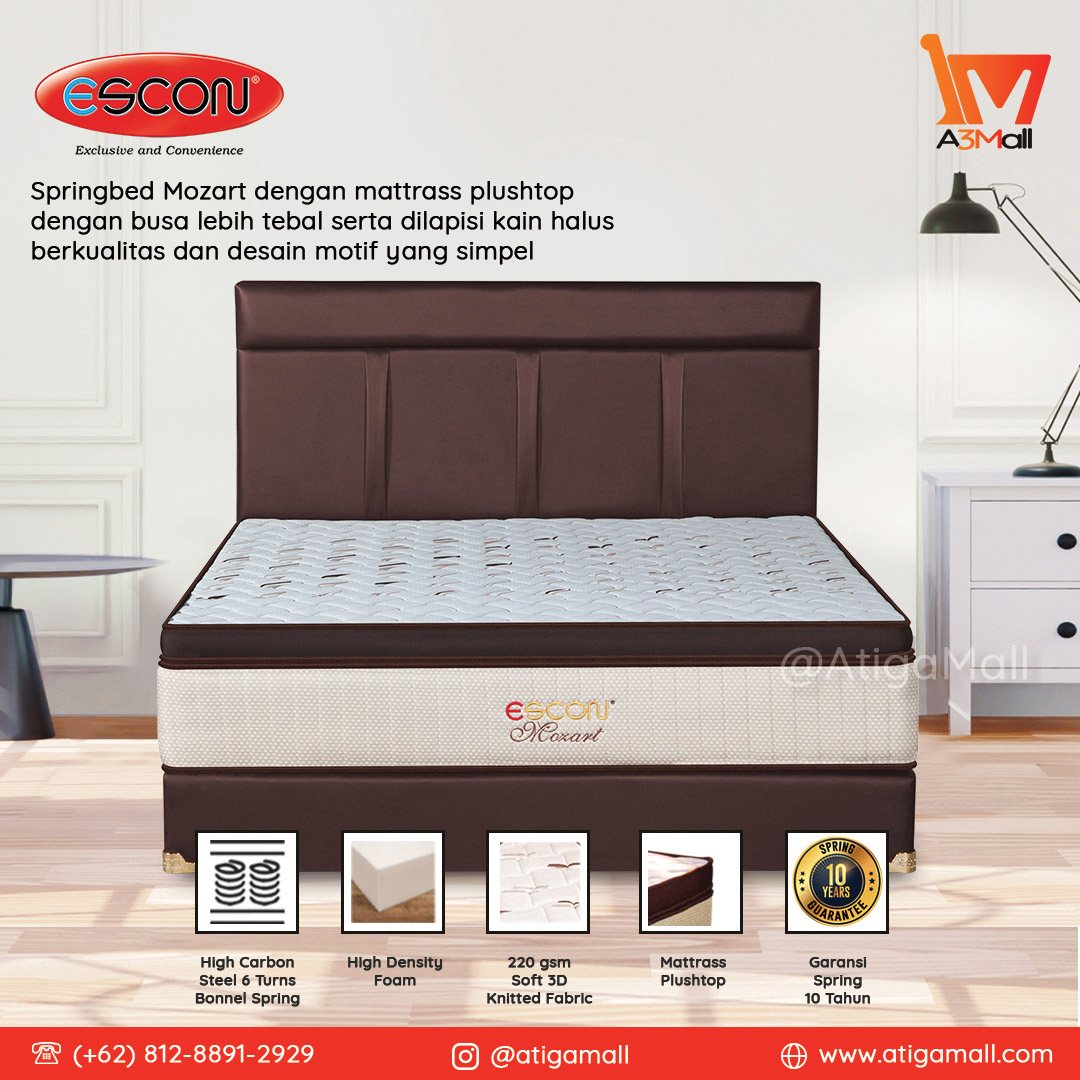 ESCON®
Exclusive and Convenience
A3Mall
Springbed Mozart dengan mattrass plushtop
dengan busa lebih tebal serta dilapisi kain halus
berkualitas dan desain motif yang simpel
@AtigaMall
ESCON®
Mozart
SPRING
10
YEARS
GUARANTEE
High Carbon
Steel 6 Turns
Bonnel Spring
High Density
Foam
220 gsm
Soft 3D
Knitted Fabric
Mattrass
Plushtop
Garansi
Spring
10 Tahun
(+62) 812-8891-2929
@atigamall
www.atigamall.com